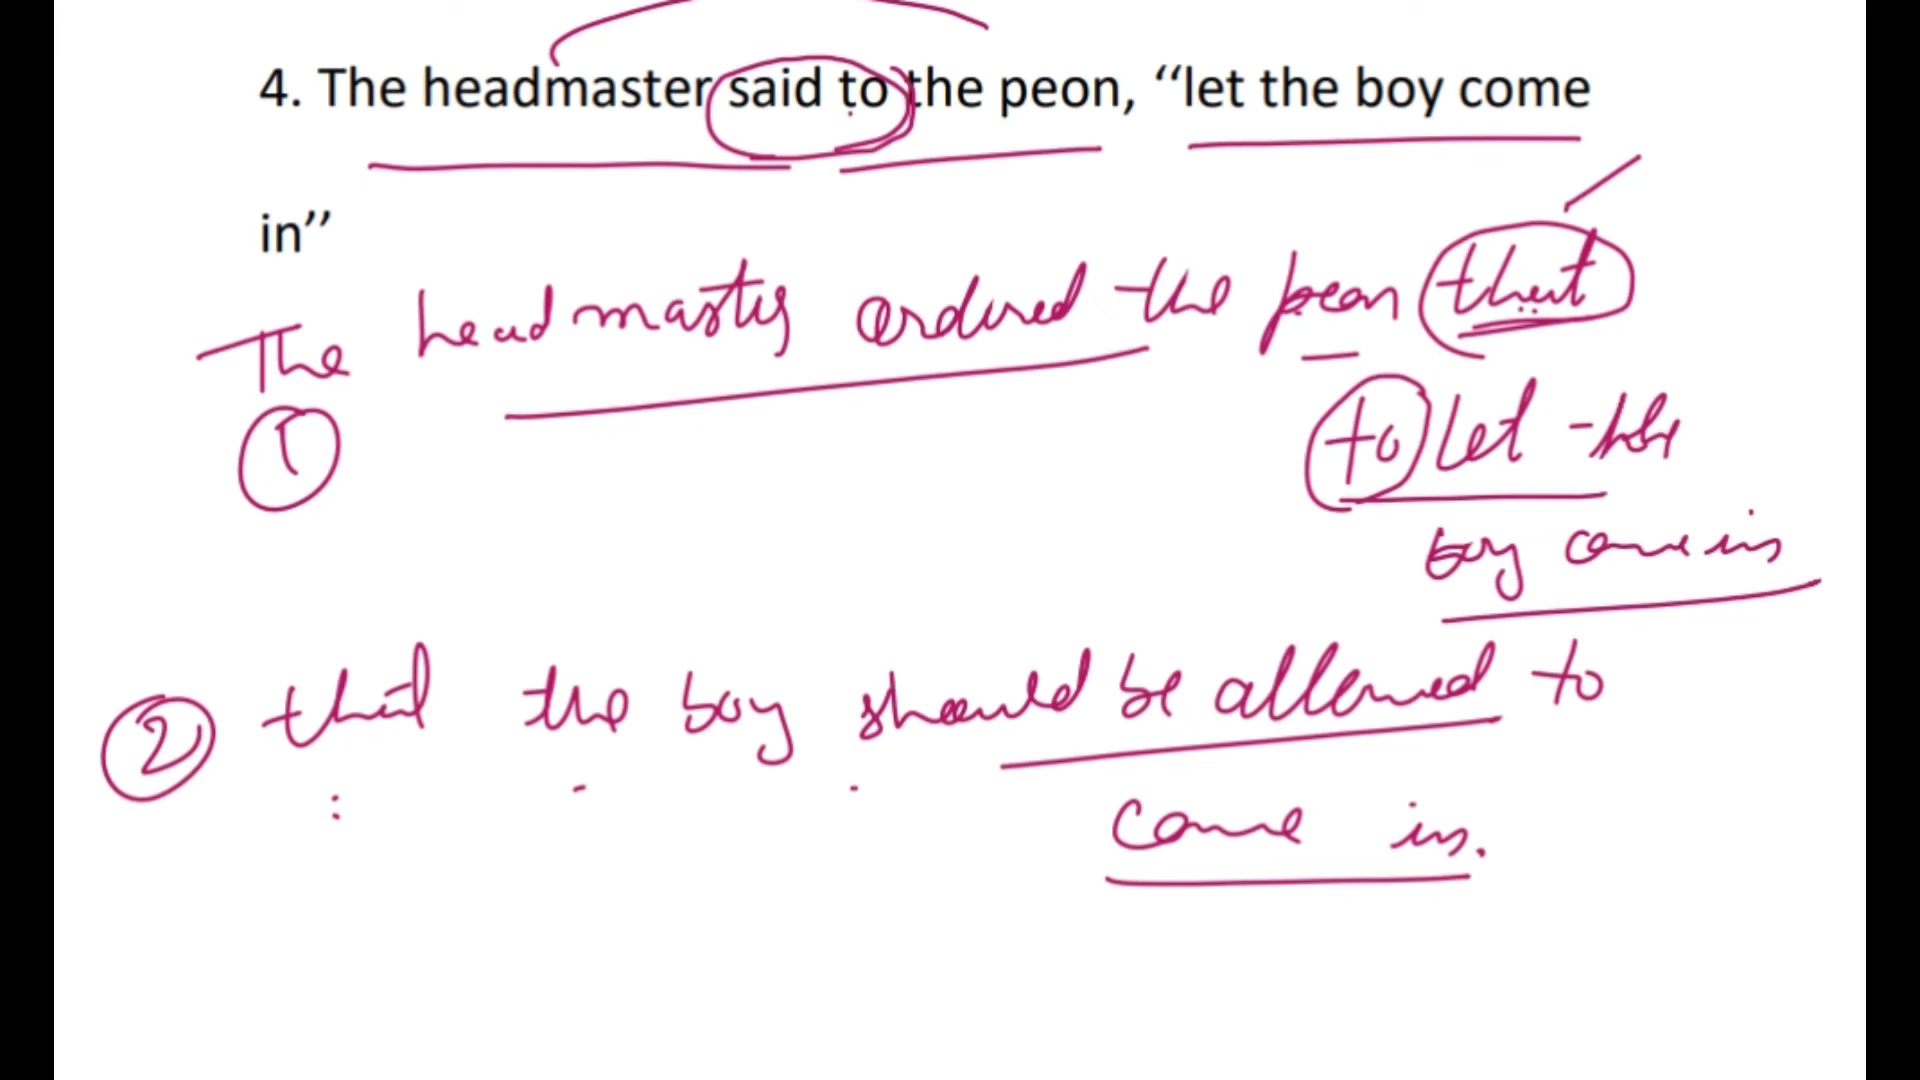 4. The headmaster said to the peon, ‘‘let the boy come
in’’
The headmaster ordered the peon that
to let the
boy come in
1
2 that the boy should be allowed to
come in.